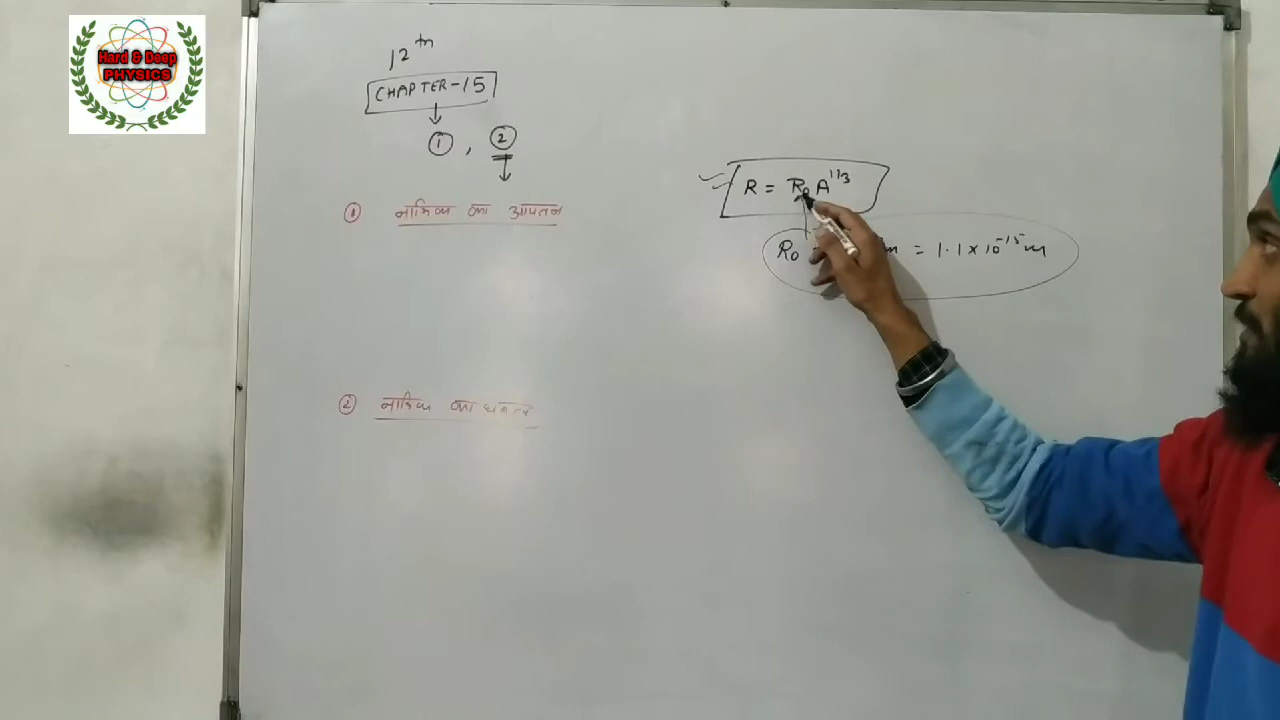 Hard & Deep
PHYSICS
12th
CHAPTER-15
① , ②
① नाभिक का आयतन
② नाभिक का घनत्व
R = R₀ A^1/3
R₀ = m = 1.1 × 10^-15 m